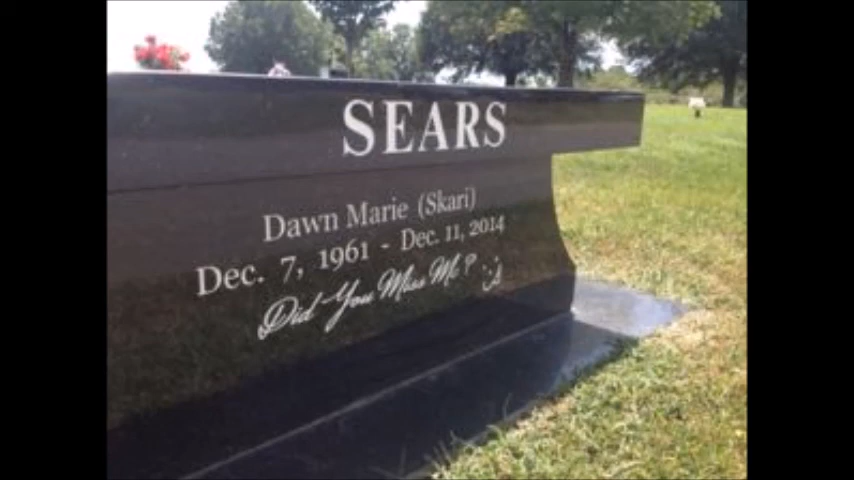 SEARS
Dawn Marie (Skari)
Dec. 7, 1961 - Dec. 11, 2014
Did You Miss Me? :)